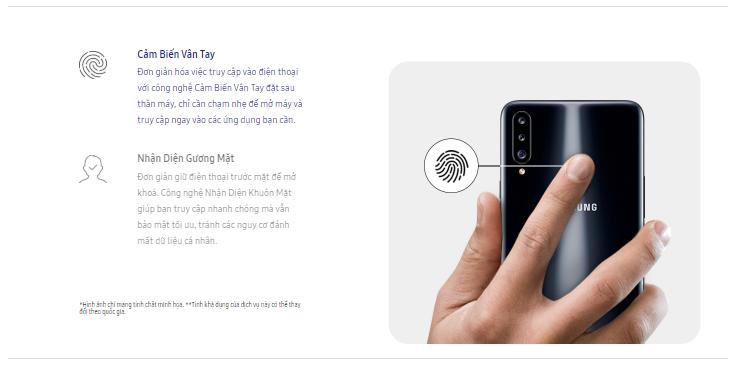 Cảm Biến Vân Tay
Đơn giản hóa việc truy cập vào điện thoại
với công nghệ Cảm Biến Vân Tay đặt sau
thân máy, chỉ cần chạm nhẹ để mở máy và
truy cập ngay vào các ứng dụng bạn cần.
Nhận Diện Gương Mặt
Đơn giản giữ điện thoại trước mặt để mở
khoá. Công nghệ Nhận Diện Khuôn Mặt
giúp bạn truy cập nhanh chóng mà vẫn
bảo mật tối ưu, tránh các nguy cơ đánh
mất dữ liệu cá nhân.
*Hình ảnh chỉ mang tính chất minh họa. **Tính khả dụng của dịch vụ này có thể thay
đổi theo quốc gia.
UNG